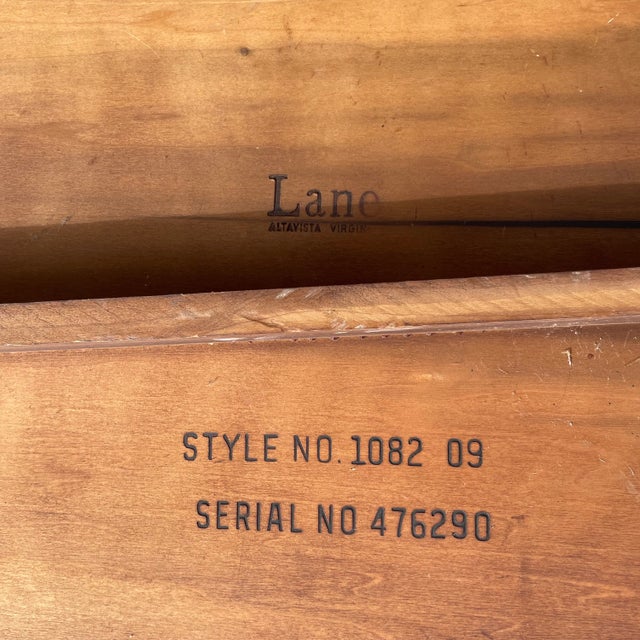 Lane
ALTAVISTA VIRGIN
STYLE NO. 1082 09
SERIAL NO 476290